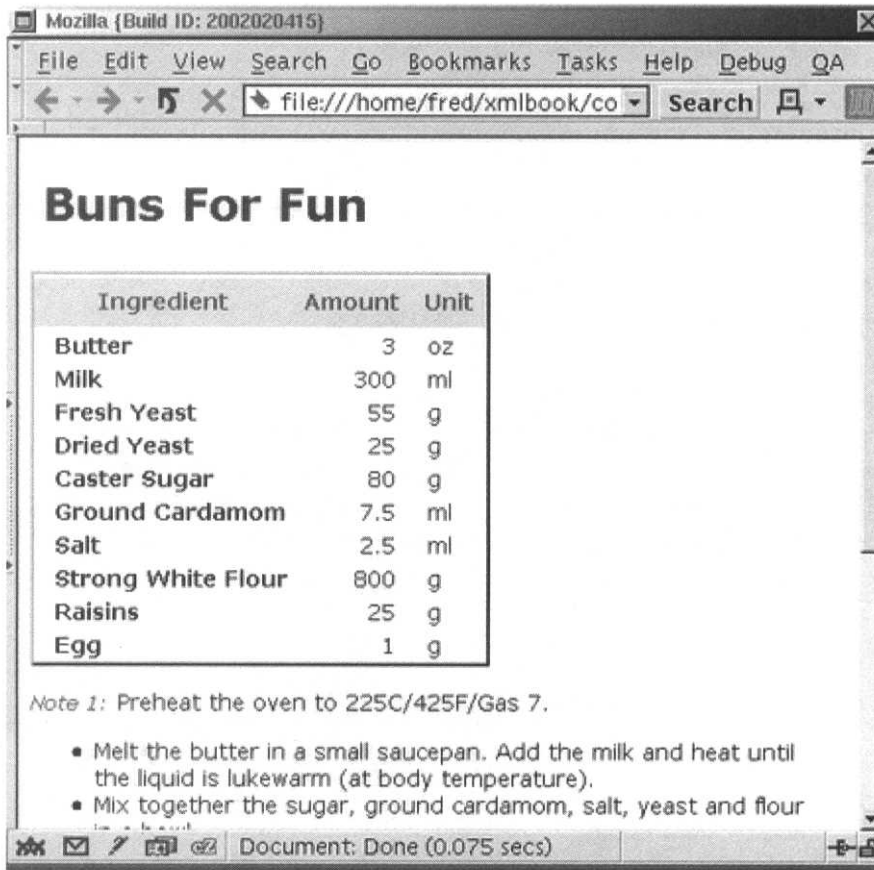 Mozilla {Build ID: 2002020415}
File Edit View Search Go Bookmarks Tasks Help Debug QA
file:///home/fred/xmlbook/co Search
Buns For Fun
Ingredient Amount Unit
Butter 3 oz
Milk 300 ml
Fresh Yeast 55 g
Dried Yeast 25 g
Caster Sugar 80 g
Ground Cardamom 7.5 ml
Salt 2.5 ml
Strong White Flour 800 g
Raisins 25 g
Egg 1 g
Note 1: Preheat the oven to 225C/425F/Gas 7.
• Melt the butter in a small saucepan. Add the milk and heat until
the liquid is lukewarm (at body temperature).
• Mix together the sugar, ground cardamom, salt, yeast and flour
Document: Done (0.075 secs)